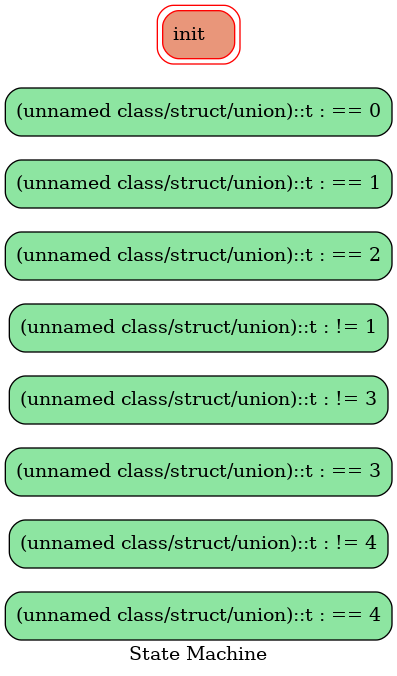 init
(unnamed class/struct/union)::t : == 0
(unnamed class/struct/union)::t : == 1
(unnamed class/struct/union)::t : == 2
(unnamed class/struct/union)::t : != 1
(unnamed class/struct/union)::t : != 3
(unnamed class/struct/union)::t : == 3
(unnamed class/struct/union)::t : != 4
(unnamed class/struct/union)::t : == 4
State Machine